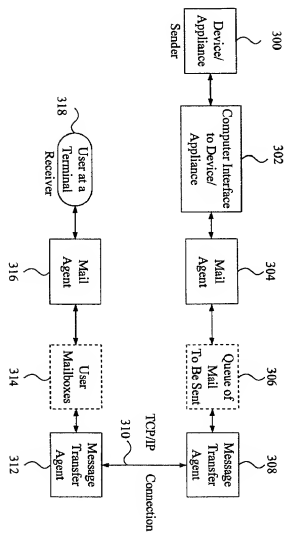 300
Device/
Appliance
Sender
302
Computer Interface
to Device/
Appliance
304
Mail
Agent
306
Queue of
Mail
To Be Sent
308
Message
Transfer
Agent
310
TCP/IP
Connection
318
User at a
Terminal
Receiver
316
Mail
Agent
314
User
Mailboxes
312
Message
Transfer
Agent